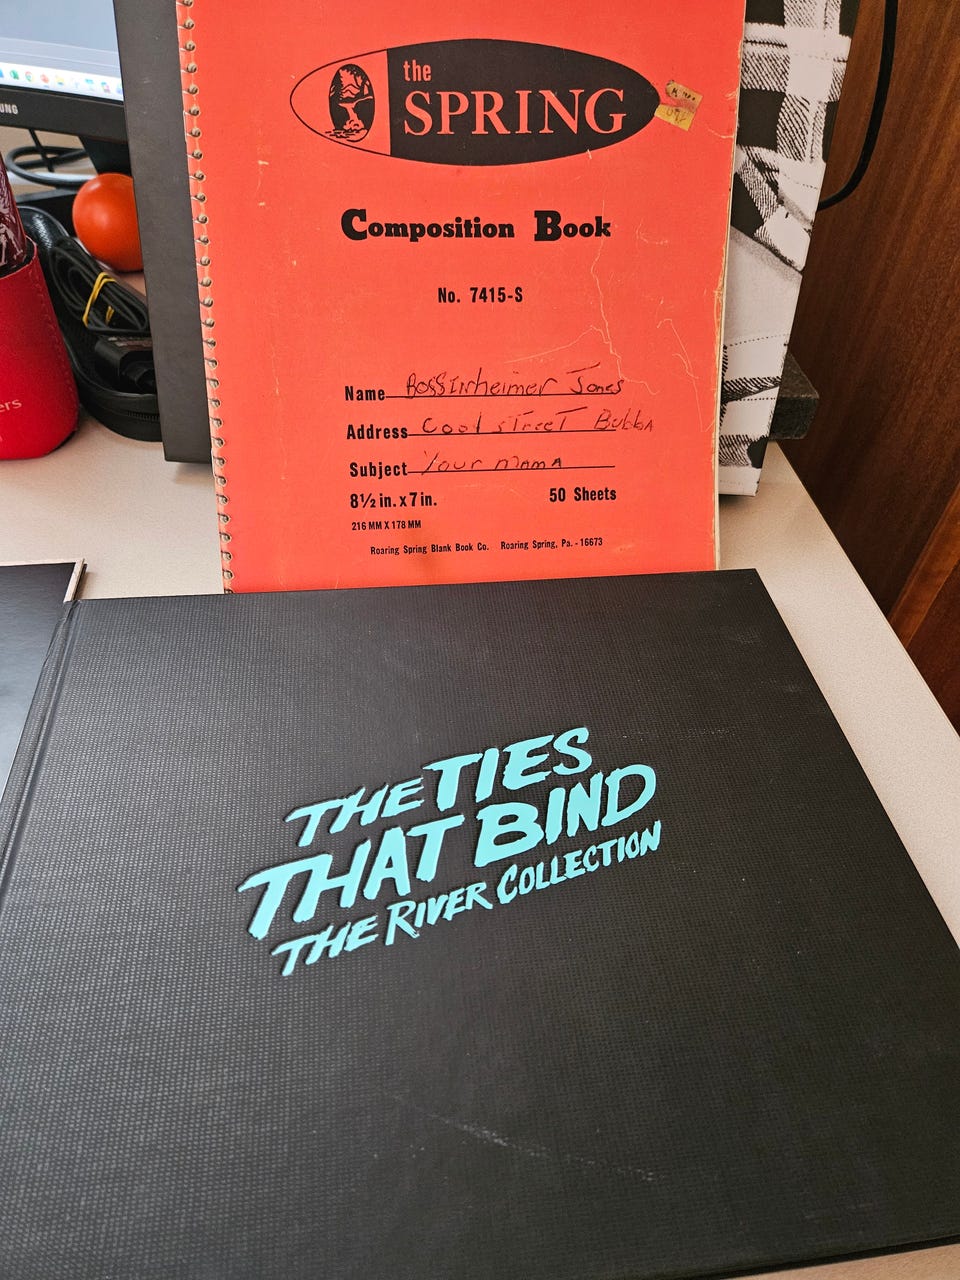 the
SPRING
Composition Book
No. 7415-S
Name Bossinheimer Jones
Address Cool STreeT BubbA
Subject Your mAmA
8½ in. x 7 in. 50 Sheets
216 MM X 178 MM
Roaring Spring Blank Book Co. Roaring Spring, Pa. - 16673
THE TIES
THAT BIND
THE RIVER COLLECTION